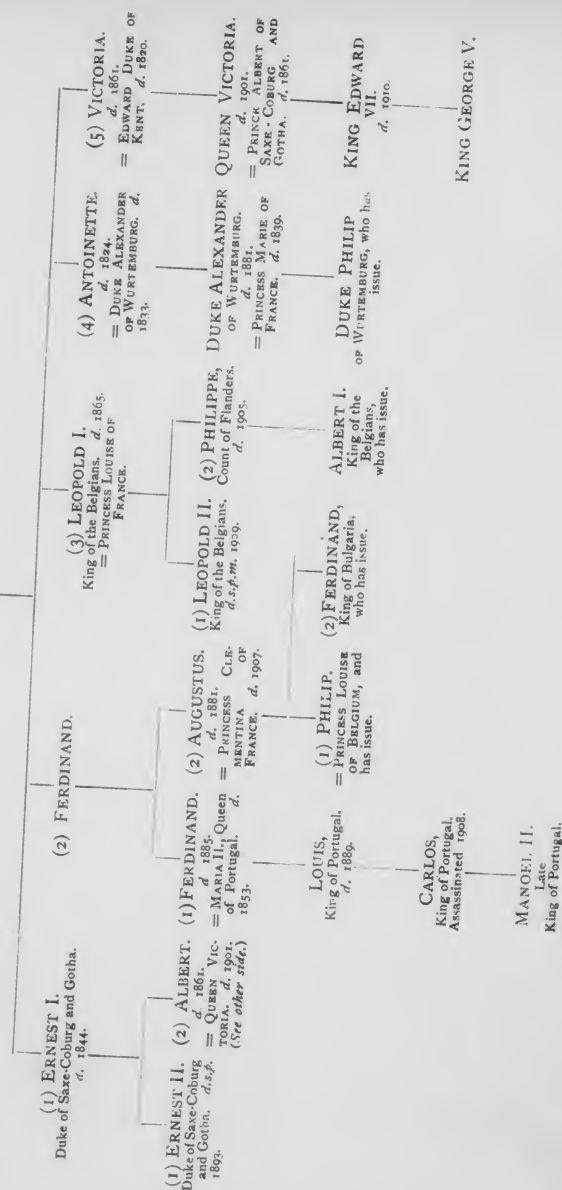 (1) ERNEST I.
Duke of Saxe-Coburg and Gotha.
d. 1844.
(2) FERDINAND.
(3) LEOPOLD I.
King of the Belgians. d. 1865.
= PRINCESS LOUISE OF
FRANCE.
(4) ANTOINETTE.
d. 1824.
= DUKE ALEXANDER
OF WURTEMBURG. d.
1833.
(5) VICTORIA.
d. 1861.
= EDWARD DUKE OF
KENT. d. 1820.
(1) ERNEST II.
Duke of Saxe-Coburg
and Gotha. d.s.p.
1893.
(2) ALBERT.
d. 1861.
= QUEEN VIC-
TORIA. d. 1901.
(See other side.)
(1) FERDINAND.
d 1885.
= MARIA II., Queen
of Portugal. d.
1853.
(2) AUGUSTUS.
d. 1881.
= PRINCESS CLE-
MENTINA OF
FRANCE. d. 1907.
(1) LEOPOLD II.
King of the Belgians.
d.s.p.m. 1909.
(2) PHILIPPE,
Count of Flanders.
d. 1905.
DUKE ALEXANDER
OF WURTEMBURG.
d. 1881.
= PRINCESS MARIE OF
FRANCE. d. 1839.
QUEEN VICTORIA.
d. 1901.
= PRINCE ALBERT OF
SAXE-COBURG AND
GOTHA. d. 1861.
LOUIS,
King of Portugal.
d. 1889.
(1) PHILIP.
= PRINCESS LOUISE
OF BELGIUM, and
has issue.
(2) FERDINAND,
King of Bulgaria,
who has issue.
ALBERT I.
King of the
Belgians,
who has issue.
DUKE PHILIP
OF WURTEMBURG, who has
issue.
KING EDWARD
VII.
d. 1910.
CARLOS,
King of Portugal.
Assassinated 1908.
KING GEORGE V.
MANOEL II.
Late
King of Portugal.